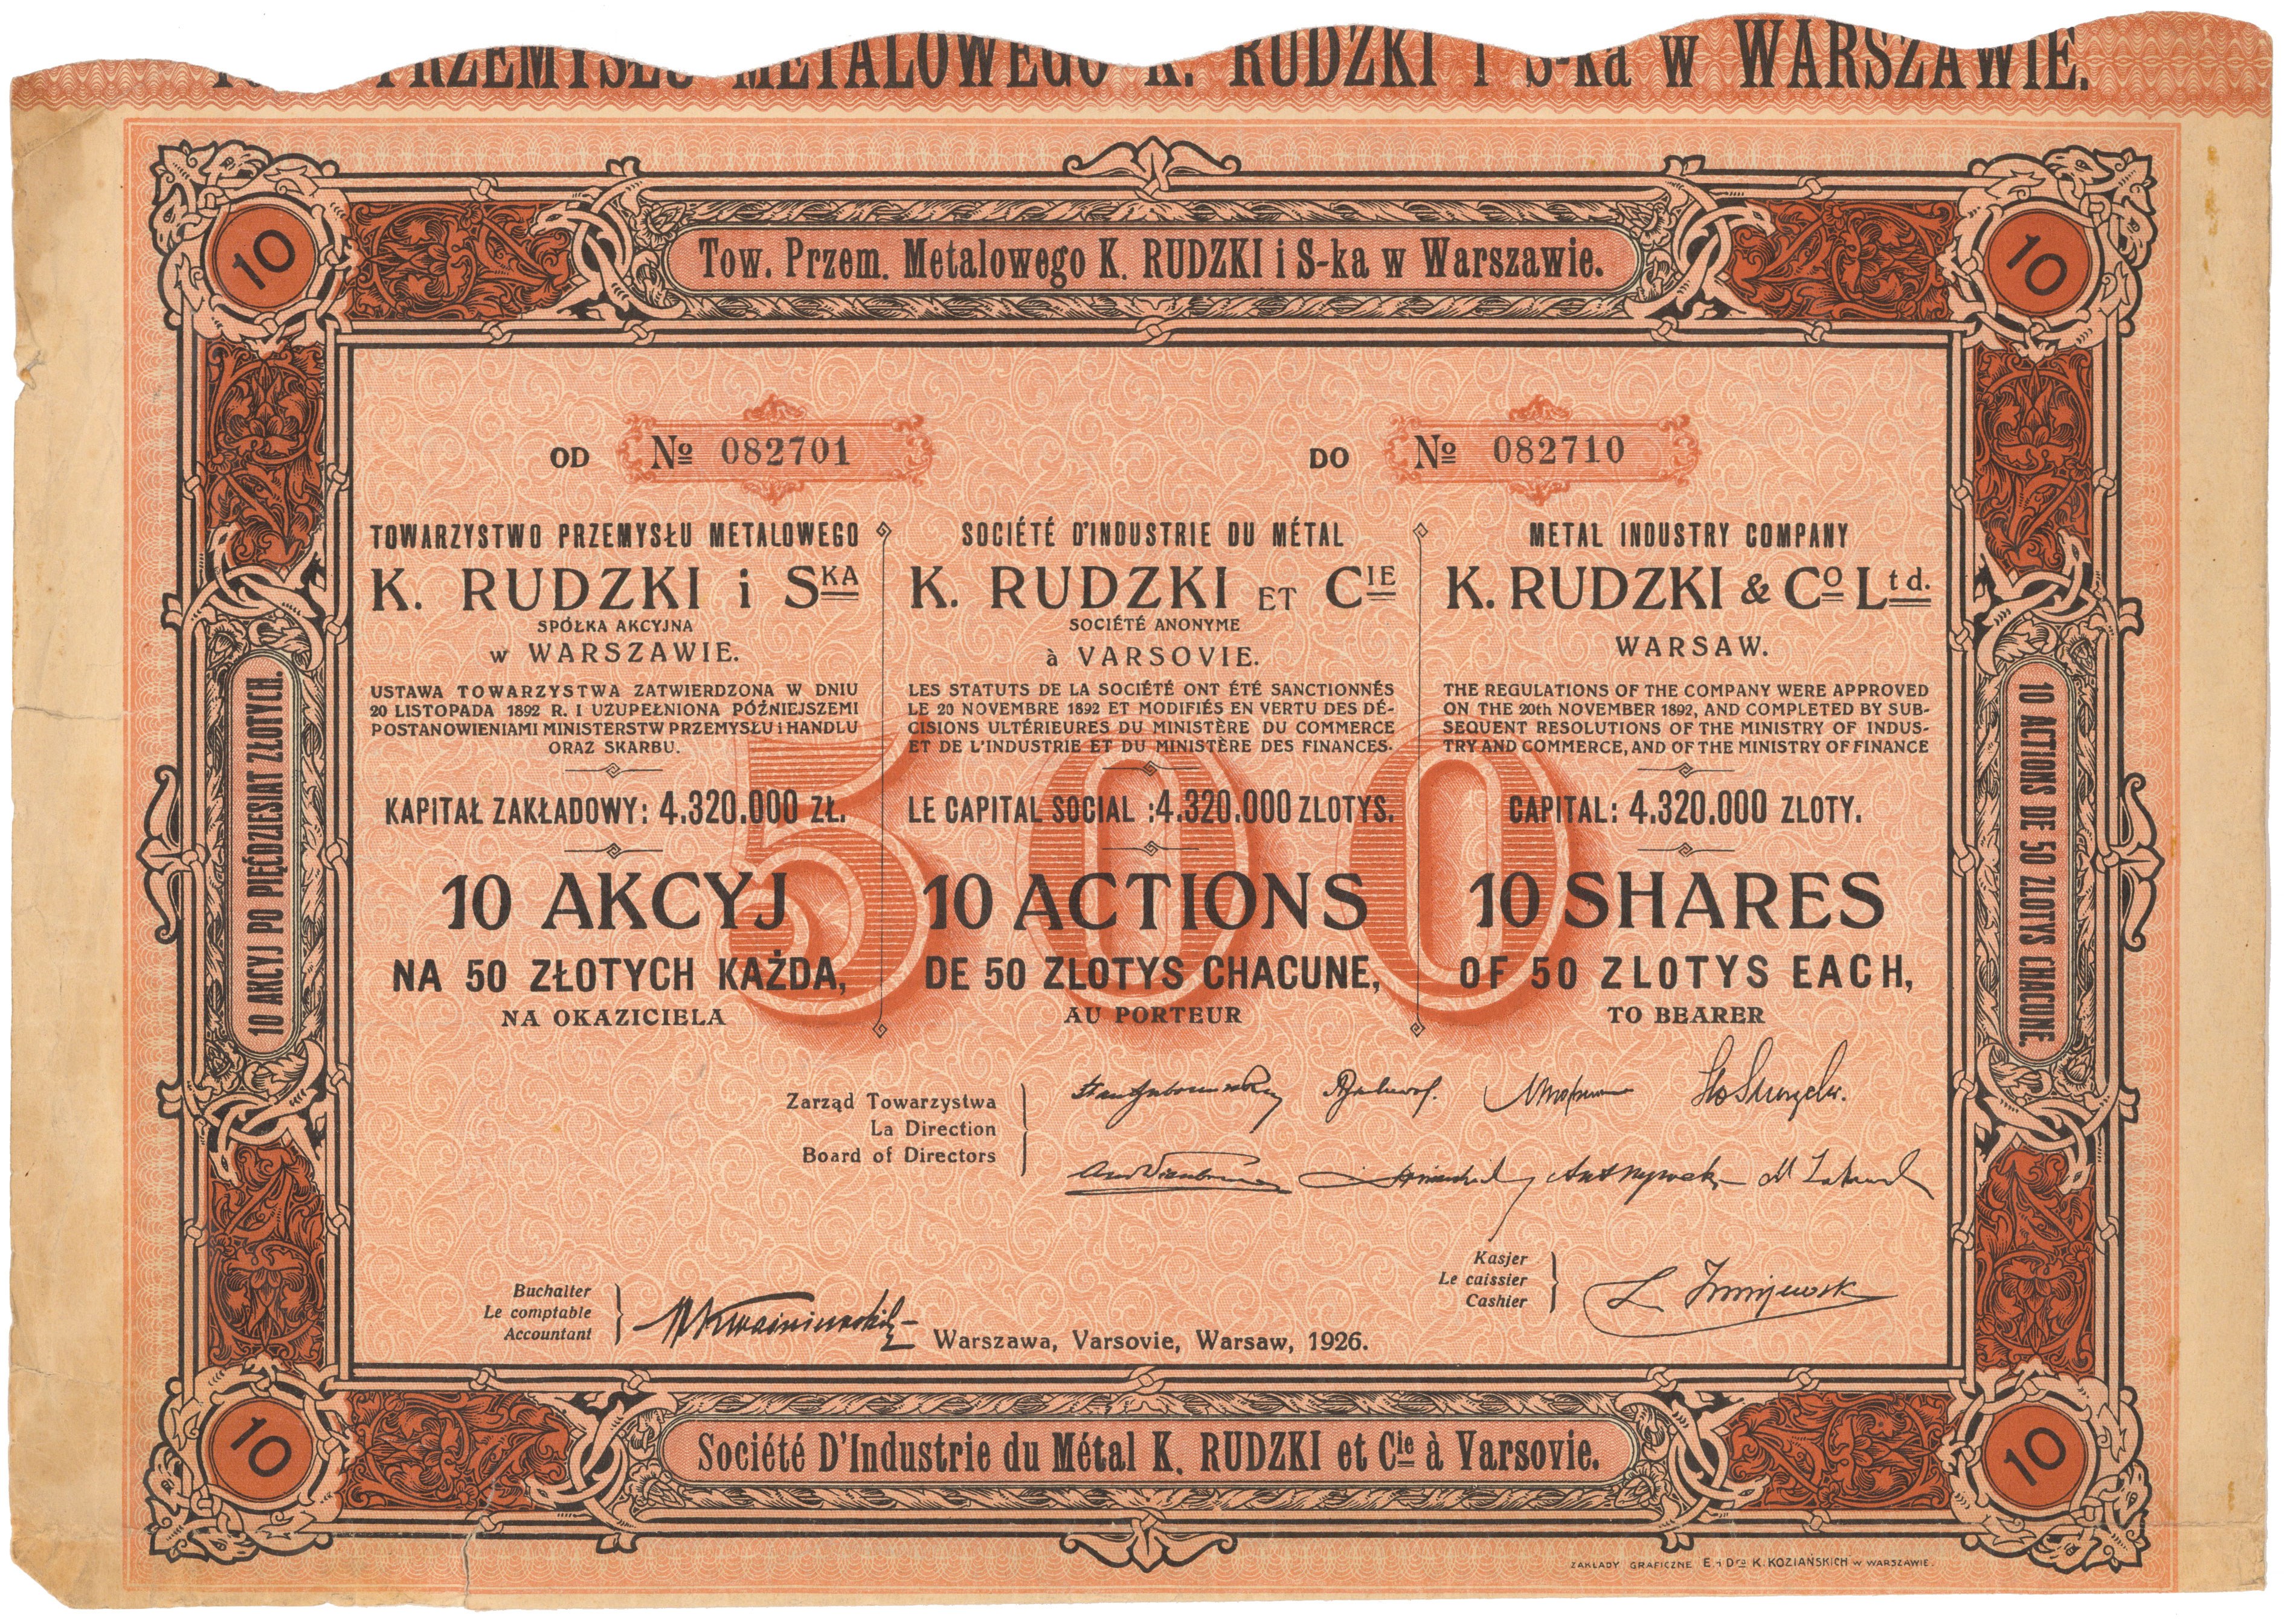 PRZEMYSŁU METALOWEGO K. RUDZKI i S-ka w WARSZAWIE.
10
10
Tow. Przem. Metalowego K. RUDZKI i S-ka w Warszawie.
OD № 082701
DO № 082710
TOWARZYSTWO PRZEMYSŁU METALOWEGO
K. RUDZKI i SKA
SPÓŁKA AKCYJNA
w WARSZAWIE.
USTAWA TOWARZYSTWA ZATWIERDZONA W DNIU
20 LISTOPADA 1892 R. I UZUPEŁNIONA PÓŹNIEJSZEMI
POSTANOWIENIAMI MINISTERSTW PRZEMYSŁU i HANDLU
ORAZ SKARBU.
KAPITAŁ ZAKŁADOWY: 4.320.000 ZŁ.
10 AKCYJ
NA 50 ZŁOTYCH KAŻDA,
NA OKAZICIELA
SOCIÉTÉ D'INDUSTRIE DU MÉTAL
K. RUDZKI ET CIE
SOCIÉTÉ ANONYME
à VARSOVIE.
LES STATUTS DE LA SOCIÉTÉ ONT ÉTÉ SANCTIONNÉS
LE 20 NOVEMBRE 1892 ET MODIFIÉS EN VERTU DES DÉ-
CISIONS ULTÉRIEURES DU MINISTÈRE DU COMMERCE
ET DE L'INDUSTRIE ET DU MINISTÈRE DES FINANCES.
LE CAPITAL SOCIAL :4.320.000 ZLOTYS.
10 ACTIONS
DE 50 ZLOTYS CHACUNE,
AU PORTEUR
METAL INDUSTRY COMPANY
K. RUDZKI & Co Ltd.
WARSAW.
THE REGULATIONS OF THE COMPANY WERE APPROVED
ON THE 20th NOVEMBER 1892, AND COMPLETED BY SUB-
SEQUENT RESOLUTIONS OF THE MINISTRY OF INDUS-
TRY AND COMMERCE, AND OF THE MINISTRY OF FINANCE
CAPITAL: 4.320.000 ZLOTY.
10 SHARES
OF 50 ZLOTYS EACH,
TO BEARER
500
10 AKCYJ PO PIĘĆDZIESIAT ZŁOTYCH.
10 ACTIONS DE 50 ZLOTYS CHACUNE.
Zarząd Towarzystwa
La Direction
Board of Directors
Buchalter
Le comptable
Accountant
Kasjer
Le caissier
Cashier
Warszawa, Varsovie, Warsaw, 1926.
10
10
Société D'Industrie du Métal K. RUDZKI et Cie à Varsovie.
ZAKŁADY GRAFICZNE E. i Dra K. KOZIAŃSKICH w WARSZAWIE.